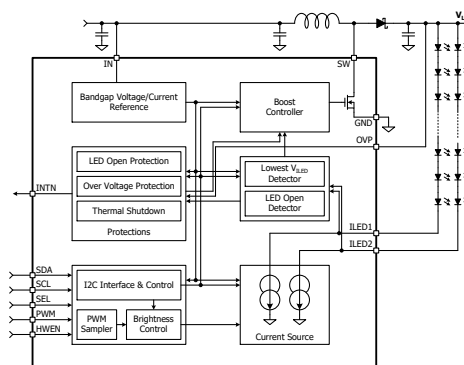 V
IN
SW
Bandgap Voltage/Current
Reference
Boost
Controller
GND
OVP
LED Open Protection
Over Voltage Protection
Thermal Shutdown
Protections
Lowest VILED
Detector
LED Open
Detector
INTN
ILED1
ILED2
SDA
SCL
SEL
PWM
HWEN
I2C Interface & Control
PWM
Sampler
Brightness
Control
Current Source